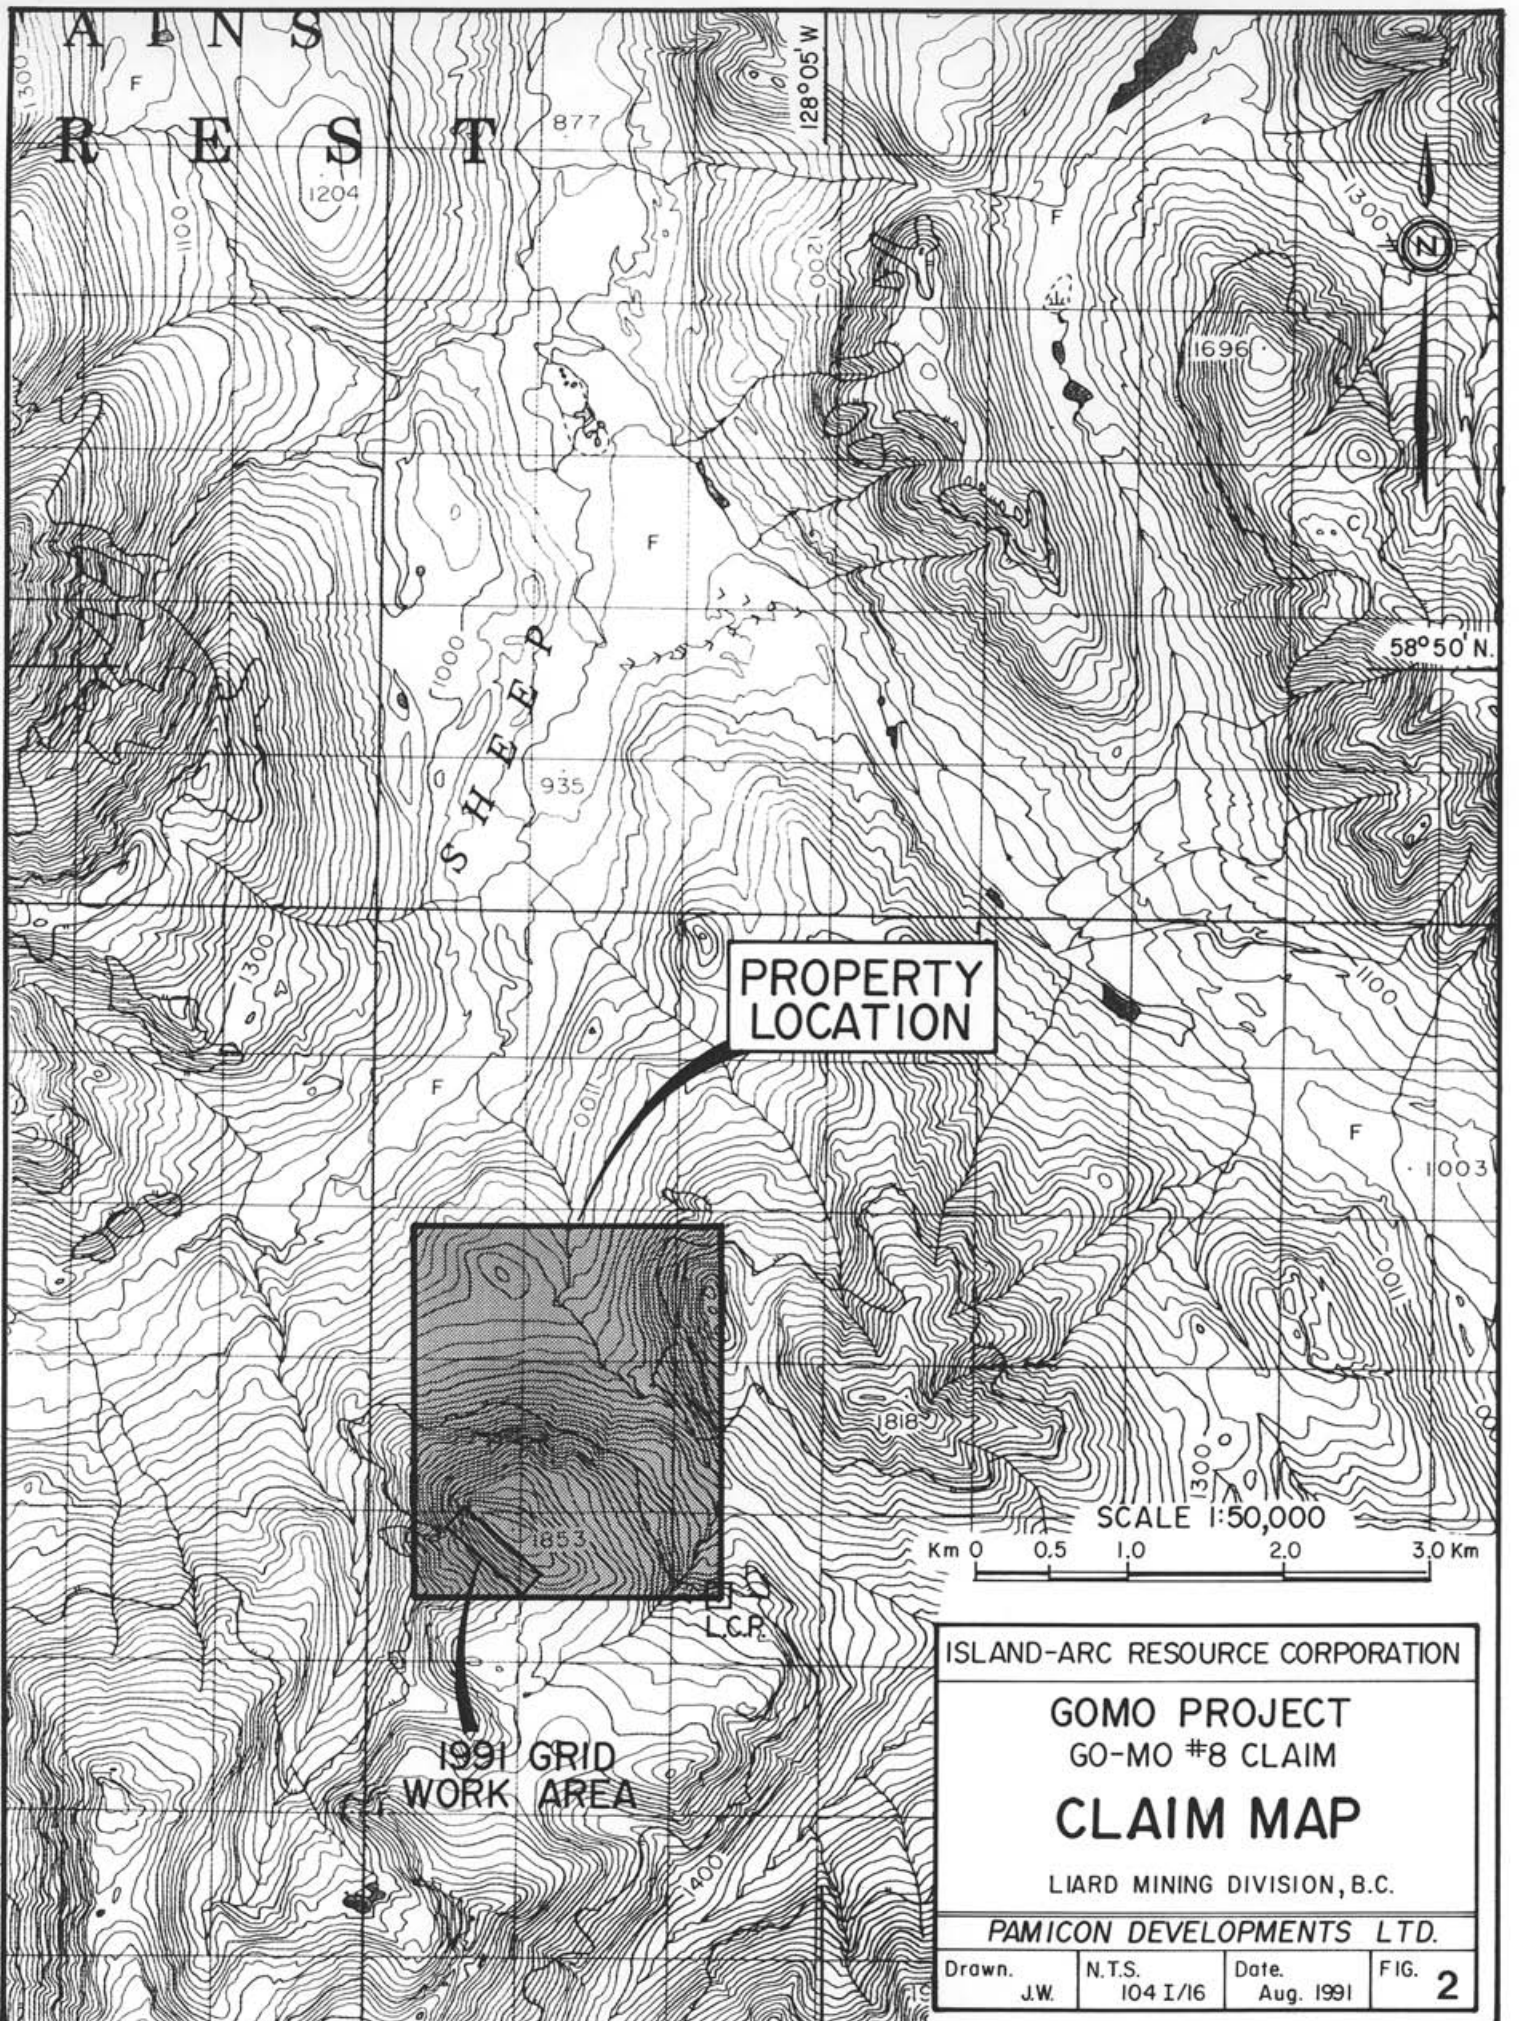 A I N S
R E S T
1300
F
877
128°05'W
1204
1100
1200
F
1300
N
1696
C
F
58°50'N.
1000
SHEEP
935
1300
PROPERTY
LOCATION
1100
F
1100
F
1003
1100
1818
1300
SCALE 1:50,000
Km 0 0.5 1.0 2.0 3.0 Km
1853
L.C.P.
1991 GRID
WORK AREA
1400
ISLAND-ARC RESOURCE CORPORATION
GOMO PROJECT
GO-MO #8 CLAIM
CLAIM MAP
LIARD MINING DIVISION, B.C.
PAMICON DEVELOPMENTS LTD.
Drawn. J.W.
N.T.S. 104 I/16
Date. Aug. 1991
FIG. 2